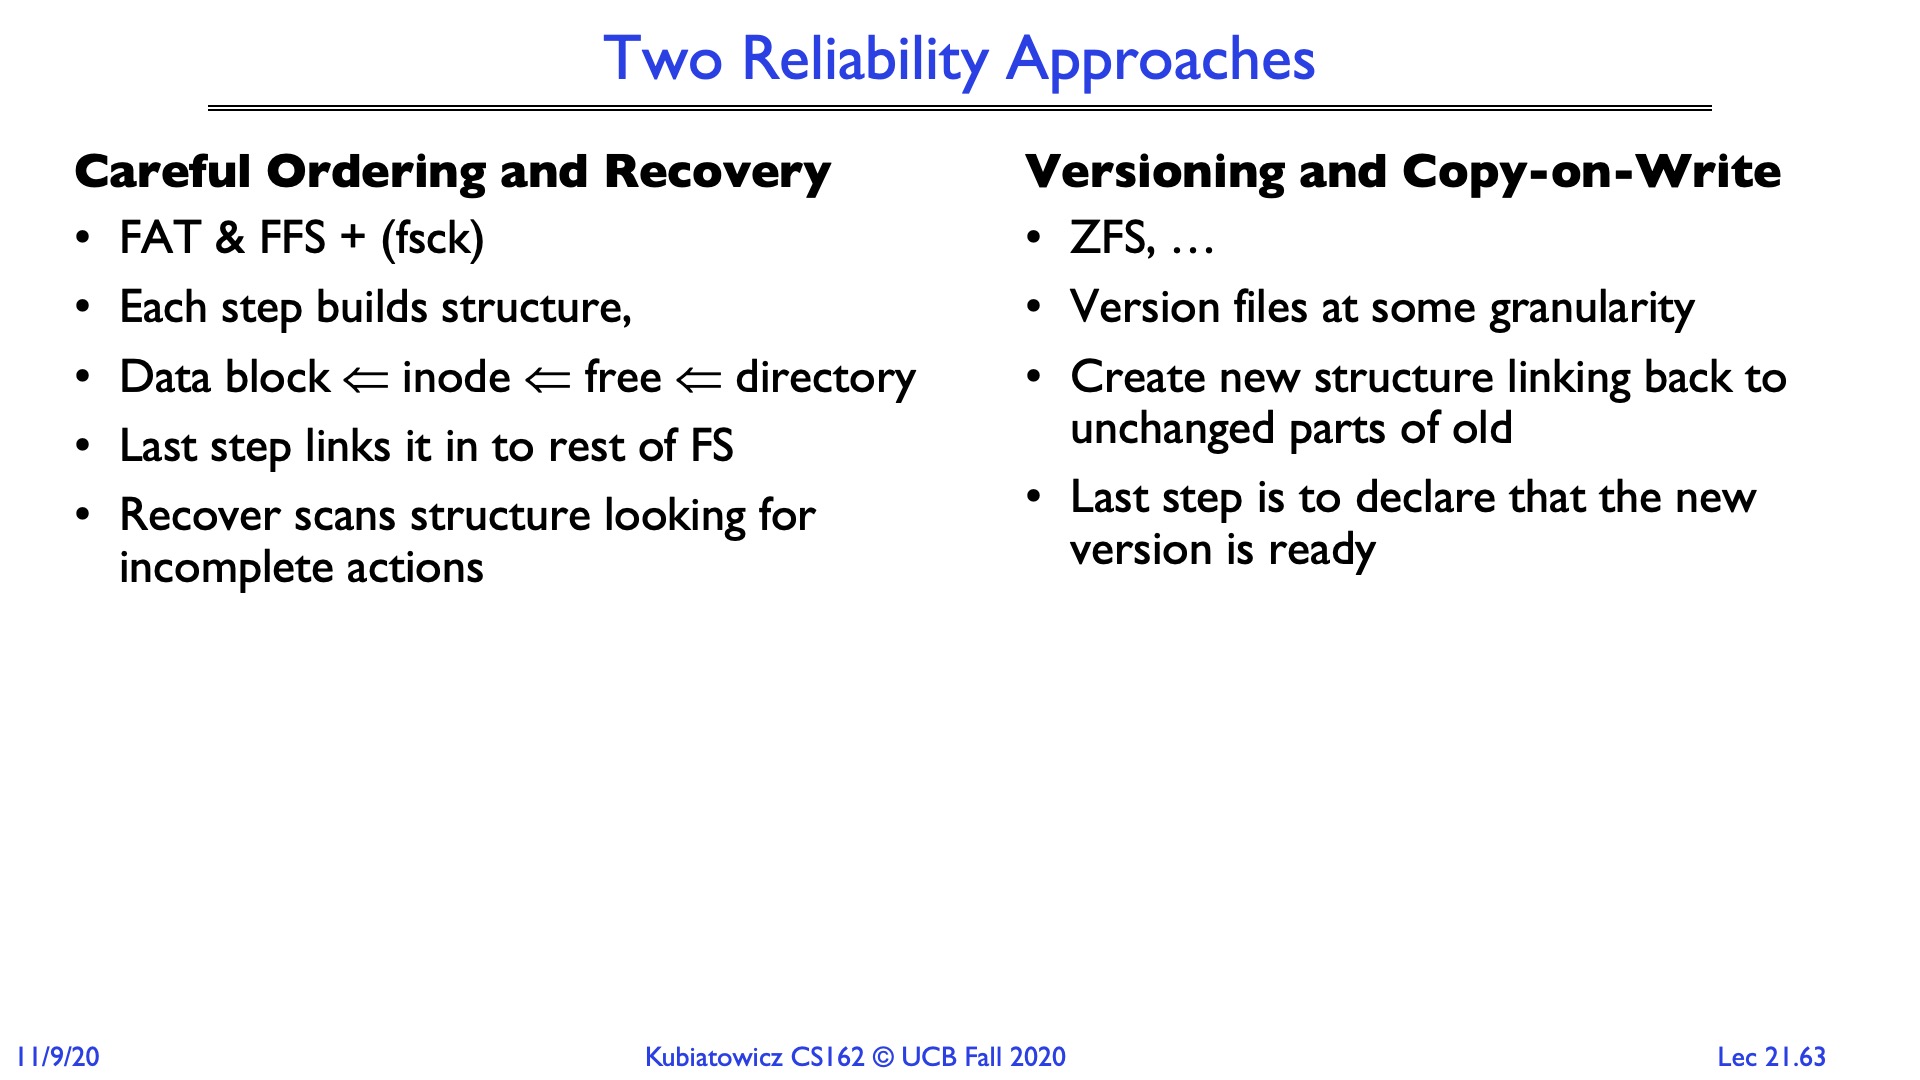 Two Reliability Approaches
Careful Ordering and Recovery
• FAT & FFS + (fsck)
• Each step builds structure,
• Data block ⇐ inode ⇐ free ⇐ directory
• Last step links it in to rest of FS
• Recover scans structure looking for
incomplete actions
Versioning and Copy-on-Write
• ZFS, …
• Version files at some granularity
• Create new structure linking back to
unchanged parts of old
• Last step is to declare that the new
version is ready
11/9/20
Kubiatowicz CS162 © UCB Fall 2020
Lec 21.63